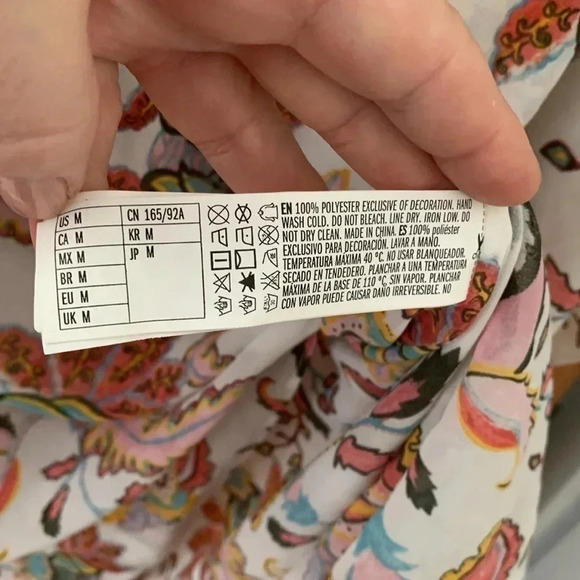 US M
CA M
MX M
BR M
EU M
UK M
CN 165/92A
KR M
JP M
EN 100% POLYESTER EXCLUSIVE OF DECORATION. HAND
WASH COLD. DO NOT BLEACH. LINE DRY. IRON LOW. DO
NOT DRY CLEAN. MADE IN CHINA. ES 100% poliéster
EXCLUSIVO PARA DECORACIÓN. LAVAR A MANO.
TEMPERATURA MÁXIMA 40 °C. NO USAR BLANQUEADOR.
SECADO EN TENDEDERO. PLANCHAR A UNA TEMPERATURA
MÁXIMA DE LA BASE DE 110 °C, SIN VAPOR. PLANCHAR
CON VAPOR PUEDE CAUSAR DAÑO IRREVERSIBLE. NO